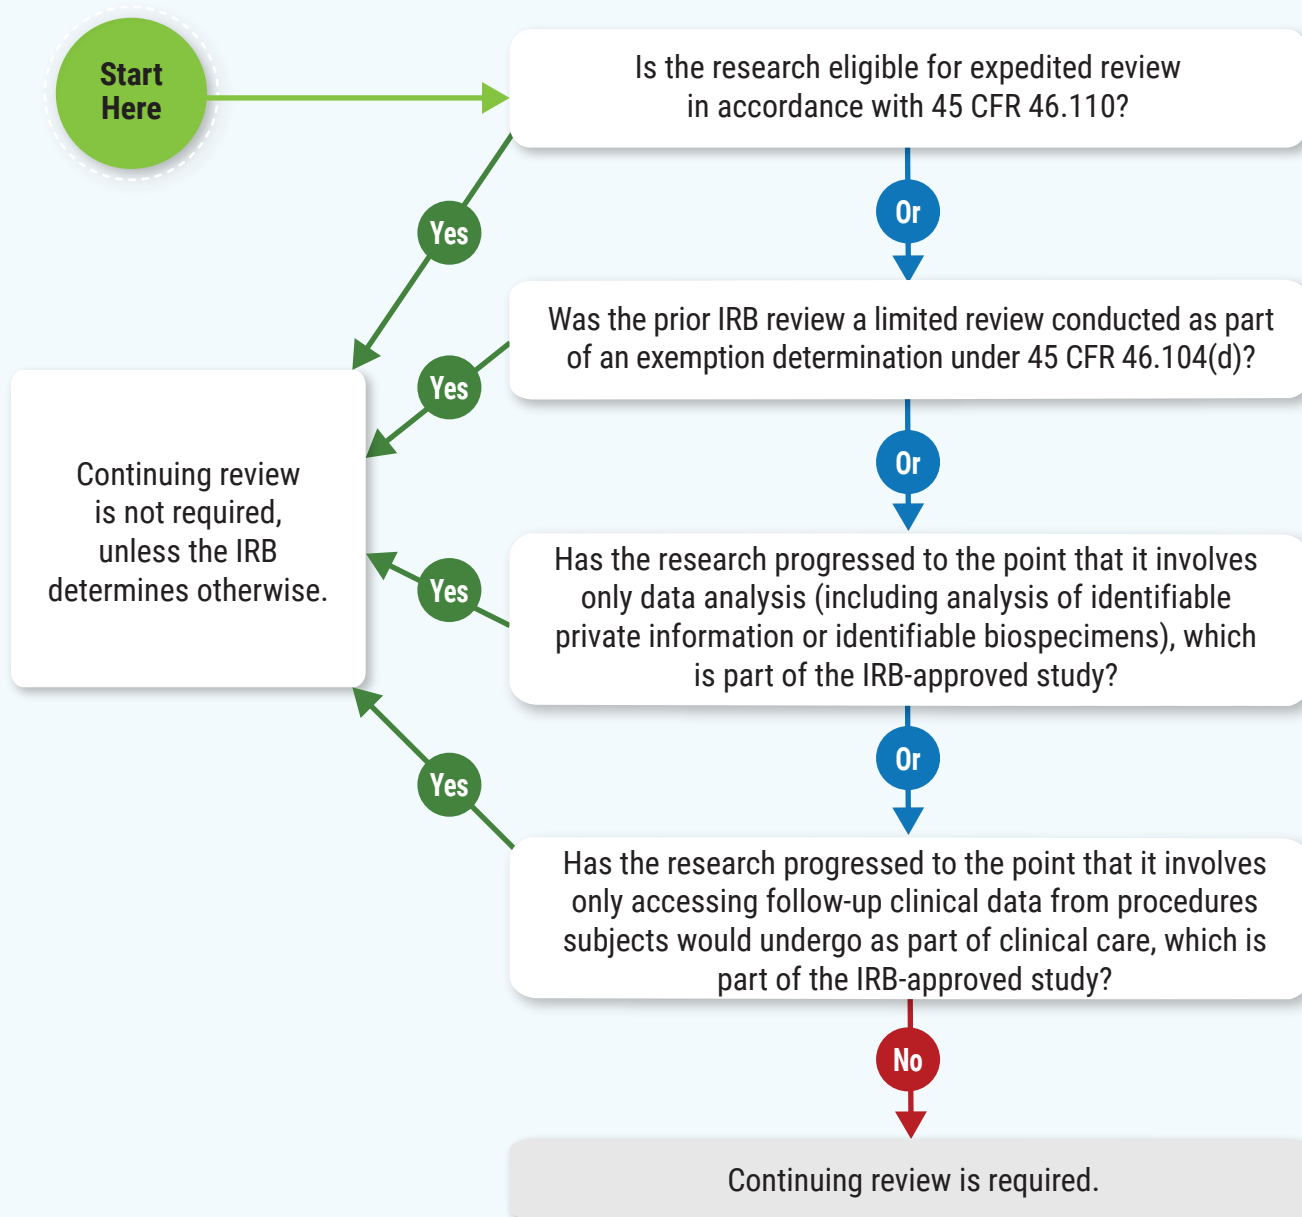 Start
Here
Is the research eligible for expedited review
in accordance with 45 CFR 46.110?
Yes
Or
Was the prior IRB review a limited review conducted as part
of an exemption determination under 45 CFR 46.104(d)?
Yes
Or
Continuing review
is not required,
unless the IRB
determines otherwise.
Has the research progressed to the point that it involves
only data analysis (including analysis of identifiable
private information or identifiable biospecimens), which
is part of the IRB-approved study?
Yes
Or
Yes
Has the research progressed to the point that it involves
only accessing follow-up clinical data from procedures
subjects would undergo as part of clinical care, which is
part of the IRB-approved study?
No
Continuing review is required.